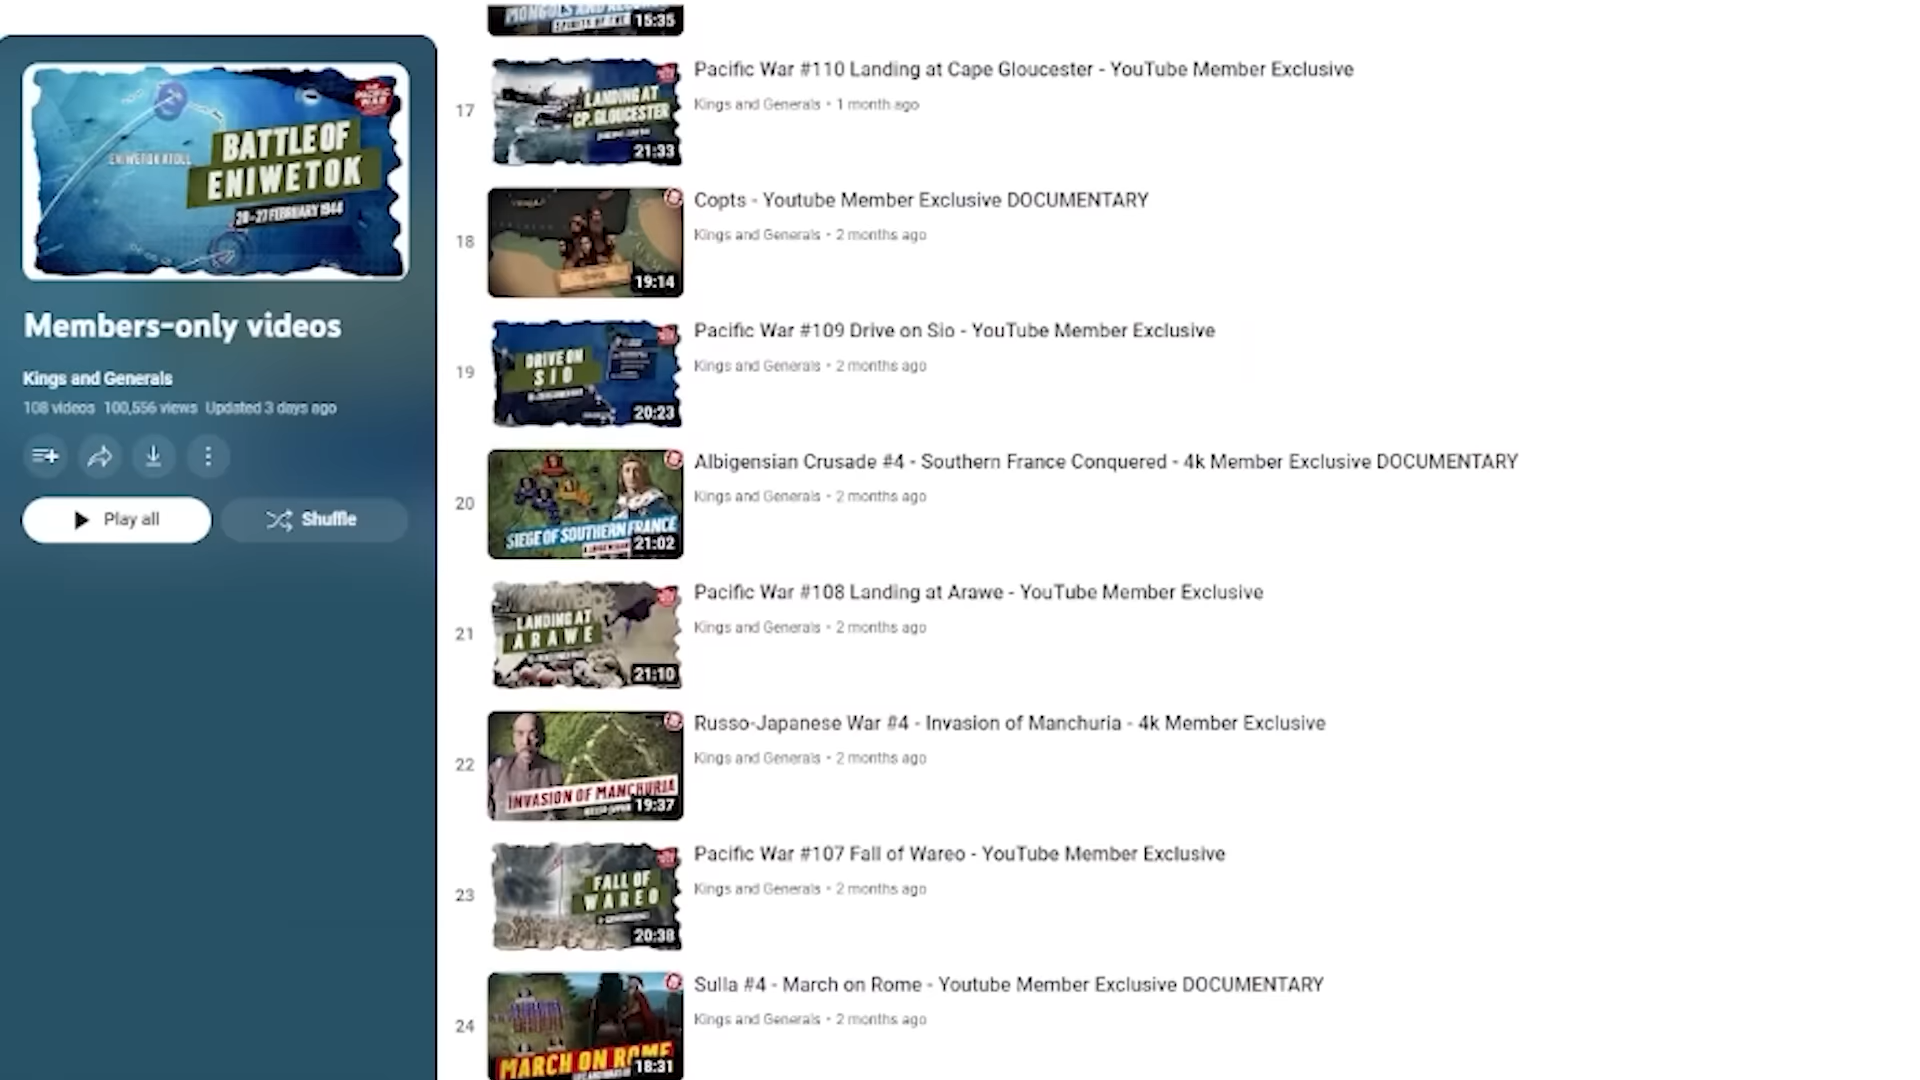 BATTLE OF
ENIWETOK
ENIWETOK ATOLL
Members-only videos
Kings and Generals
108 videos 100,556 views Updated 3 days ago
Play all
Shuffle
15:35
17
LANDING AT
CP. GLOUCESTER
21:33
Pacific War #110 Landing at Cape Gloucester - YouTube Member Exclusive
Kings and Generals • 1 month ago
18
19:14
Copts - Youtube Member Exclusive DOCUMENTARY
Kings and Generals • 2 months ago
19
DRIVE ON
SIO
20:23
Pacific War #109 Drive on Sio - YouTube Member Exclusive
Kings and Generals • 2 months ago
20
SIEGE OF SOUTHERN FRANCE
21:02
Albigensian Crusade #4 - Southern France Conquered - 4k Member Exclusive DOCUMENTARY
Kings and Generals • 2 months ago
21
LANDING AT
ARAWE
21:10
Pacific War #108 Landing at Arawe - YouTube Member Exclusive
Kings and Generals • 2 months ago
22
INVASION OF MANCHURIA
19:37
Russo-Japanese War #4 - Invasion of Manchuria - 4k Member Exclusive
Kings and Generals • 2 months ago
23
FALL OF
WAREO
20:38
Pacific War #107 Fall of Wareo - YouTube Member Exclusive
Kings and Generals • 2 months ago
24
MARCH ON ROME
18:31
Sulla #4 - March on Rome - Youtube Member Exclusive DOCUMENTARY
Kings and Generals • 2 months ago